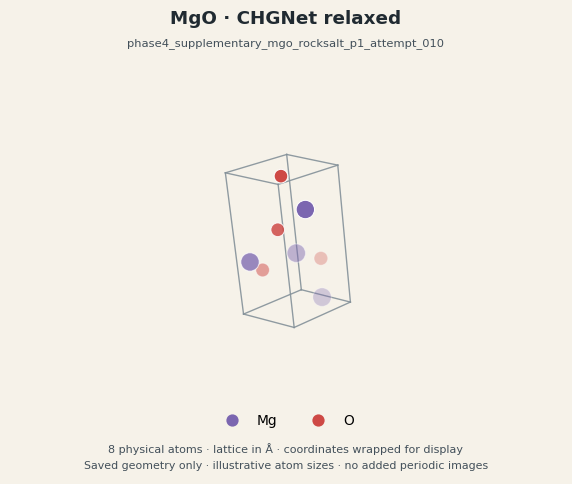 MgO · CHGNet relaxed
phase4_supplementary_mgo_rocksalt_p1_attempt_010
Mg O
8 physical atoms · lattice in Å · coordinates wrapped for display
Saved geometry only · illustrative atom sizes · no added periodic images